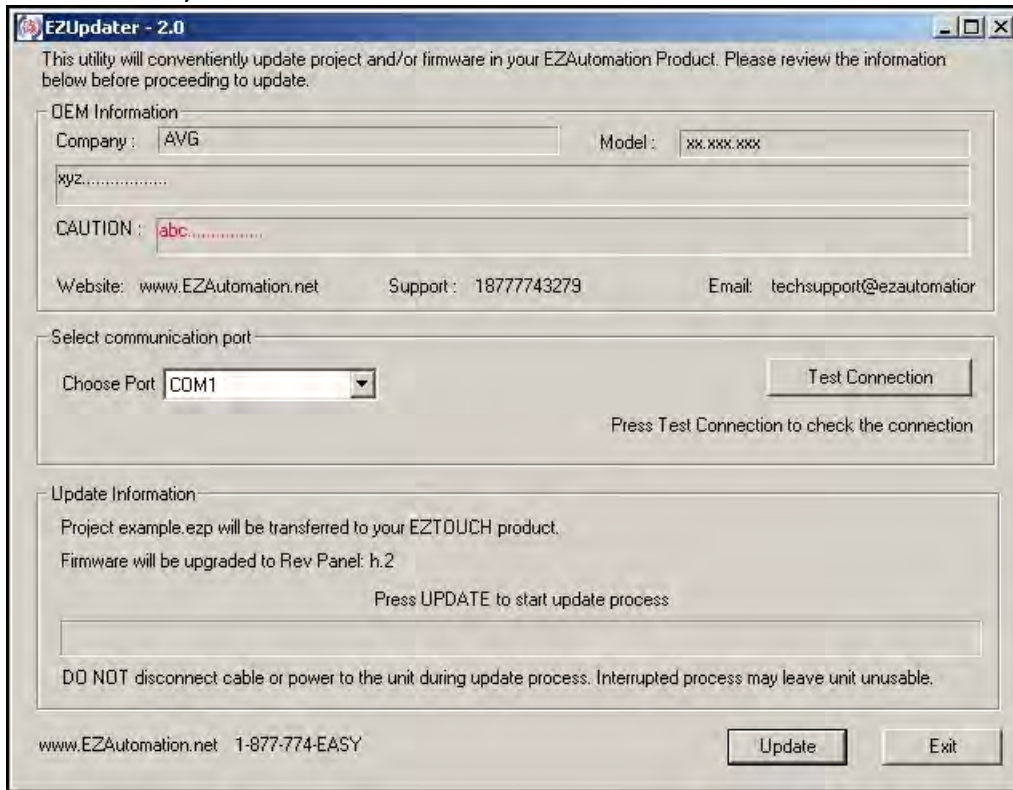 EZUpdater - 2.0
This utility will conventiently update project and/or firmware in your EZAutomation Product. Please review the information
below before proceeding to update.
OEM Information
Company : AVG Model : xx.xxx.xxx
xyz..................
CAUTION : abc................
Website: www.EZAutomation.net Support : 18777743279 Email: techsupport@ezautomation
Select communication port
Choose Port COM1 Test Connection
Press Test Connection to check the connection
Update Information
Project example.ezp will be transferred to your EZTOUCH product.
Firmware will be upgraded to Rev Panel: h.2
Press UPDATE to start update process
DO NOT disconnect cable or power to the unit during update process. Interrupted process may leave unit unusable.
www.EZAutomation.net 1-877-774-EASY Update Exit